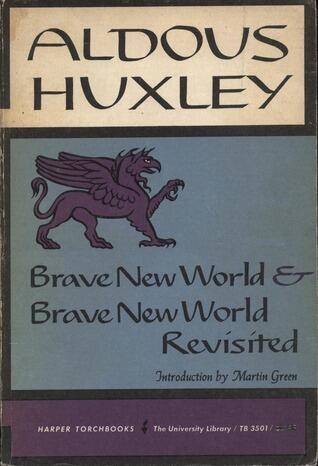 ALDOUS
HUXLEY
Brave New World &
Brave New World
Revisited
Introduction by Martin Green
HARPER TORCHBOOKS The University Library / TB 3501 /